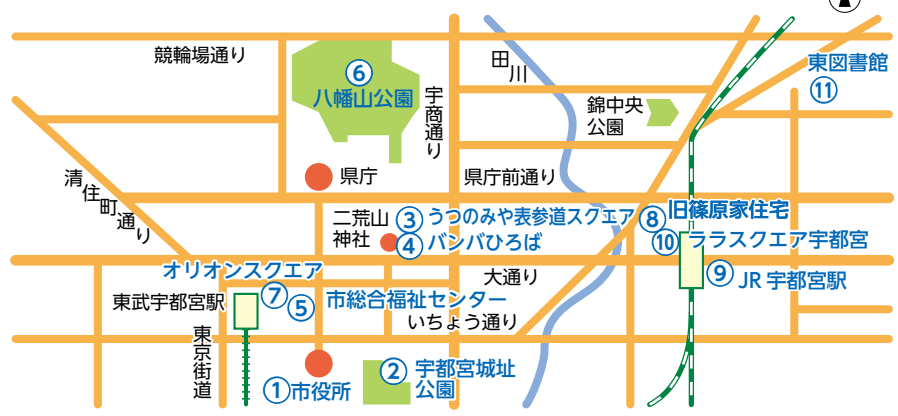 競輪場通り
⑥
八幡山公園
宇商通り
田川
錦中央
公園
東図書館
⑪
清住町通り
県庁
県庁前通り
二荒山
神社
③ うつのみや表参道スクエア
④ バンバひろば
⑧ 旧篠原家住宅
⑩ ララスクエア宇都宮
⑨ JR宇都宮駅
大通り
オリオンスクエア
⑦
東武宇都宮駅
⑤ 市総合福祉センター
いちょう通り
東京街道
① 市役所
② 宇都宮城址
公園